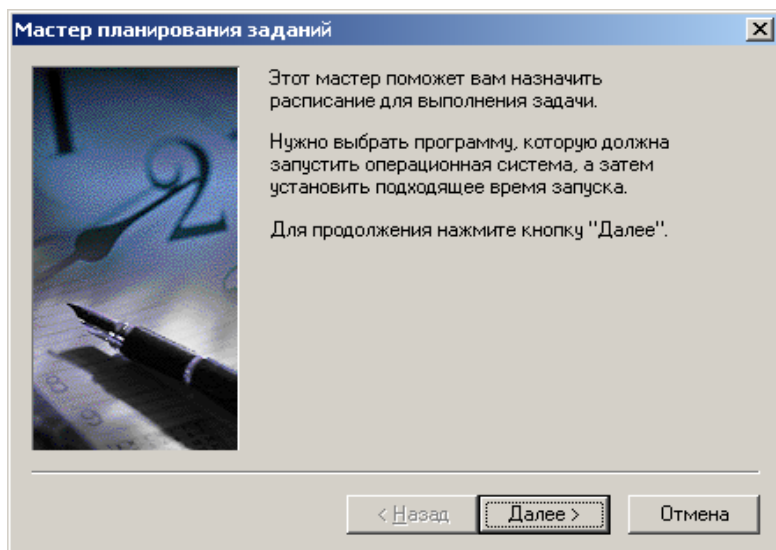 Мастер планирования заданий
Этот мастер поможет вам назначить
расписание для выполнения задачи.
Нужно выбрать программу, которую должна
запустить операционная система, а затем
установить подходящее время запуска.
Для продолжения нажмите кнопку "Далее".
< Назад
Далее >
Отмена